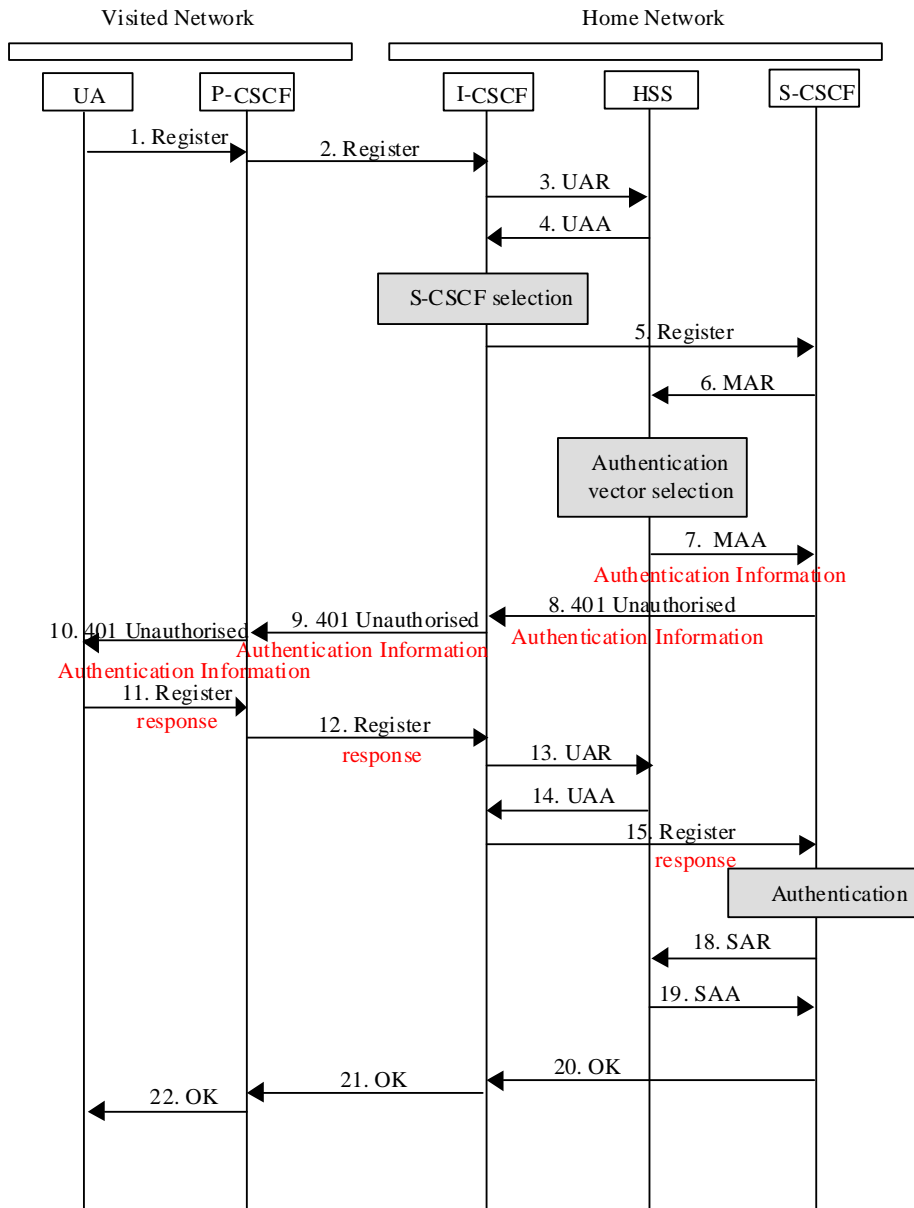 Visited Network
Home Network
UA
P-CSCF
I-CSCF
HSS
S-CSCF
1. Register
2. Register
3. UAR
4. UAA
S-CSCF selection
5. Register
6. MAR
Authentication
vector selection
7. MAA
Authentication Information
8. 401 Unauthorised
Authentication Information
9. 401 Unauthorised
Authentication Information
10. 401 Unauthorised
Authentication Information
11. Register
response
12. Register
response
13. UAR
14. UAA
15. Register
response
Authentication
18. SAR
19. SAA
20. OK
21. OK
22. OK